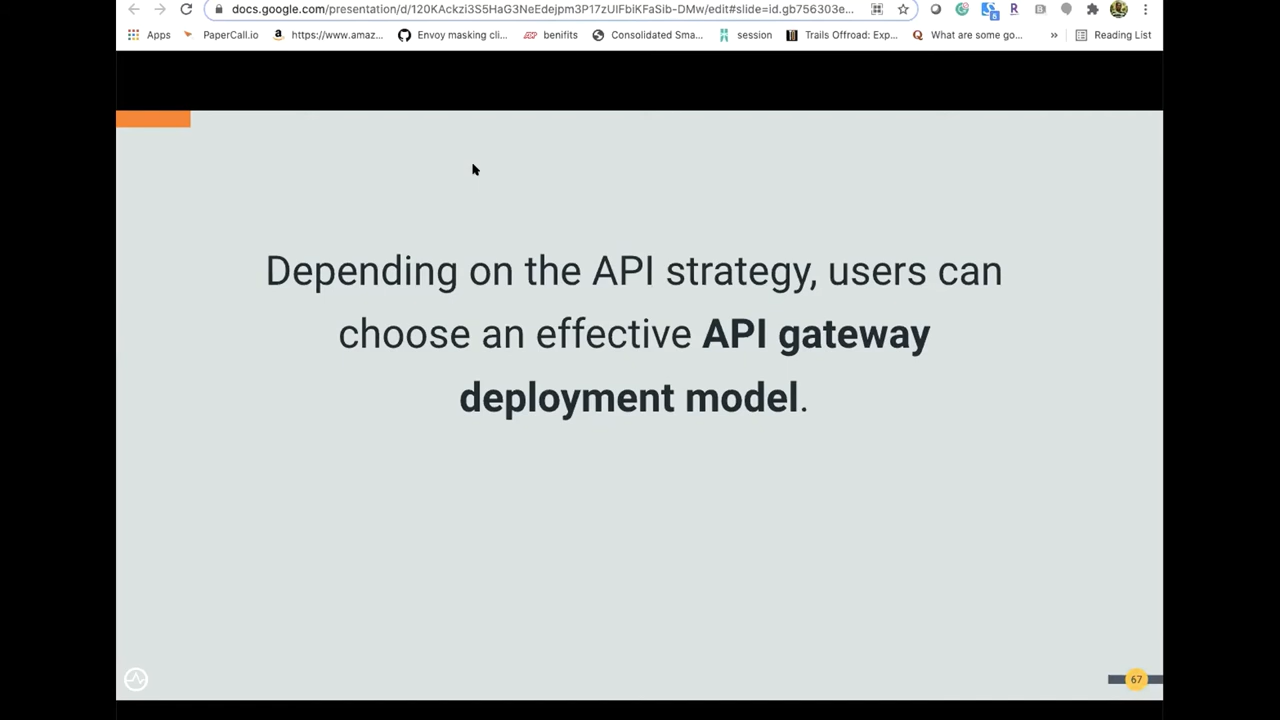 docs.google.com/presentation/d/120KAckzi3S5HaG3NeEdejpm3P17zUIFbiKFaSib-DMw/edit#slide=id.gb756303e...
Apps PaperCall.io https://www.amaz... Envoy masking cli... benifits Consolidated Sma... session Trails Offroad: Exp... What are some go... » Reading List
Depending on the API strategy, users can
choose an effective API gateway
deployment model.
67